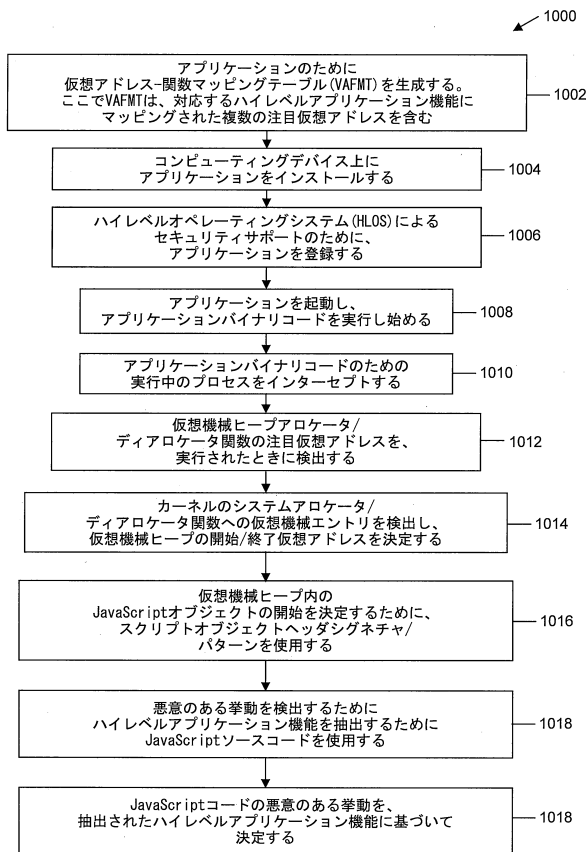 1000
アプリケーションのために
仮想アドレス-関数マッピングテーブル(VAFMT)を生成する。
ここでVAFMTは、対応するハイレベルアプリケーション機能に
マッピングされた複数の注目仮想アドレスを含む
1002
コンピューティングデバイス上に
アプリケーションをインストールする
1004
ハイレベルオペレーティングシステム(HLOS)による
セキュリティサポートのために、
アプリケーションを登録する
1006
アプリケーションを起動し、
アプリケーションバイナリコードを実行し始める
1008
アプリケーションバイナリコードのための
実行中のプロセスをインターセプトする
1010
仮想機械ヒープアロケータ/
ディアロケータ関数の注目仮想アドレスを、
実行されたときに検出する
1012
カーネルのシステムアロケータ/
ディアロケータ関数への仮想機械エントリを検出し、
仮想機械ヒープの開始/終了仮想アドレスを決定する
1014
仮想機械ヒープ内の
JavaScriptオブジェクトの開始を決定するために、
スクリプトオブジェクトヘッダシグネチャ/
パターンを使用する
1016
悪意のある挙動を検出するために
ハイレベルアプリケーション機能を抽出するために
JavaScriptソースコードを使用する
1018
JavaScriptコードの悪意のある挙動を、
抽出されたハイレベルアプリケーション機能に基づいて
決定する
1018